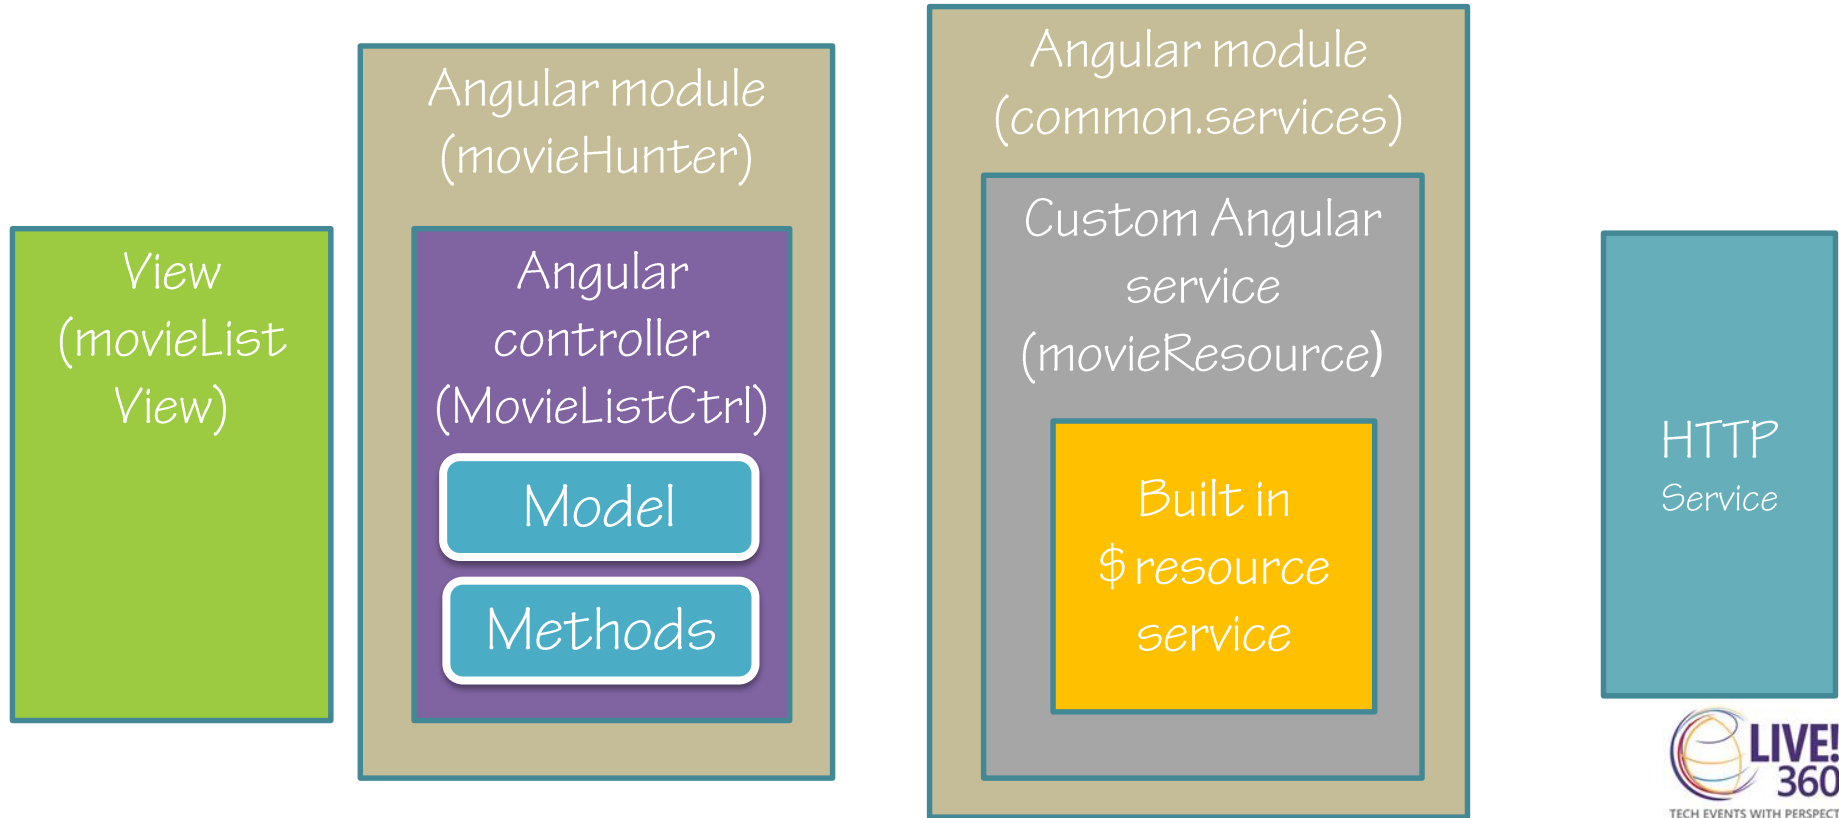 View
(movieList
View)
Angular module
(movieHunter)
Angular
controller
(MovieListCtrl)
Model
Methods
Angular module
(common.services)
Custom Angular
service
(movieResource)
Built in
$resource
service
HTTP
Service
LIVE!
360
TECH EVENTS WITH PERSPECT